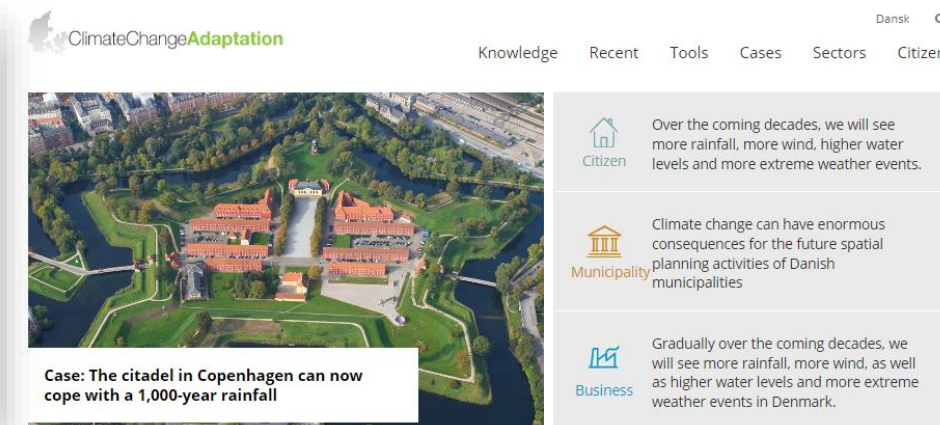 Dansk
ClimateChangeAdaptation
Knowledge Recent Tools Cases Sectors
Case: The citadel in Copenhagen can now
cope with a 1,000-year rainfall
Citizen
Over the coming decades, we will see
more rainfall, more wind, higher water
levels and more extreme weather events.
Municipality
Climate change can have enormous
consequences for the future spatial
planning activities of Danish
municipalities
Business
Gradually over the coming decades, we
will see more rainfall, more wind, as well
as higher water levels and more extreme
weather events in Denmark.